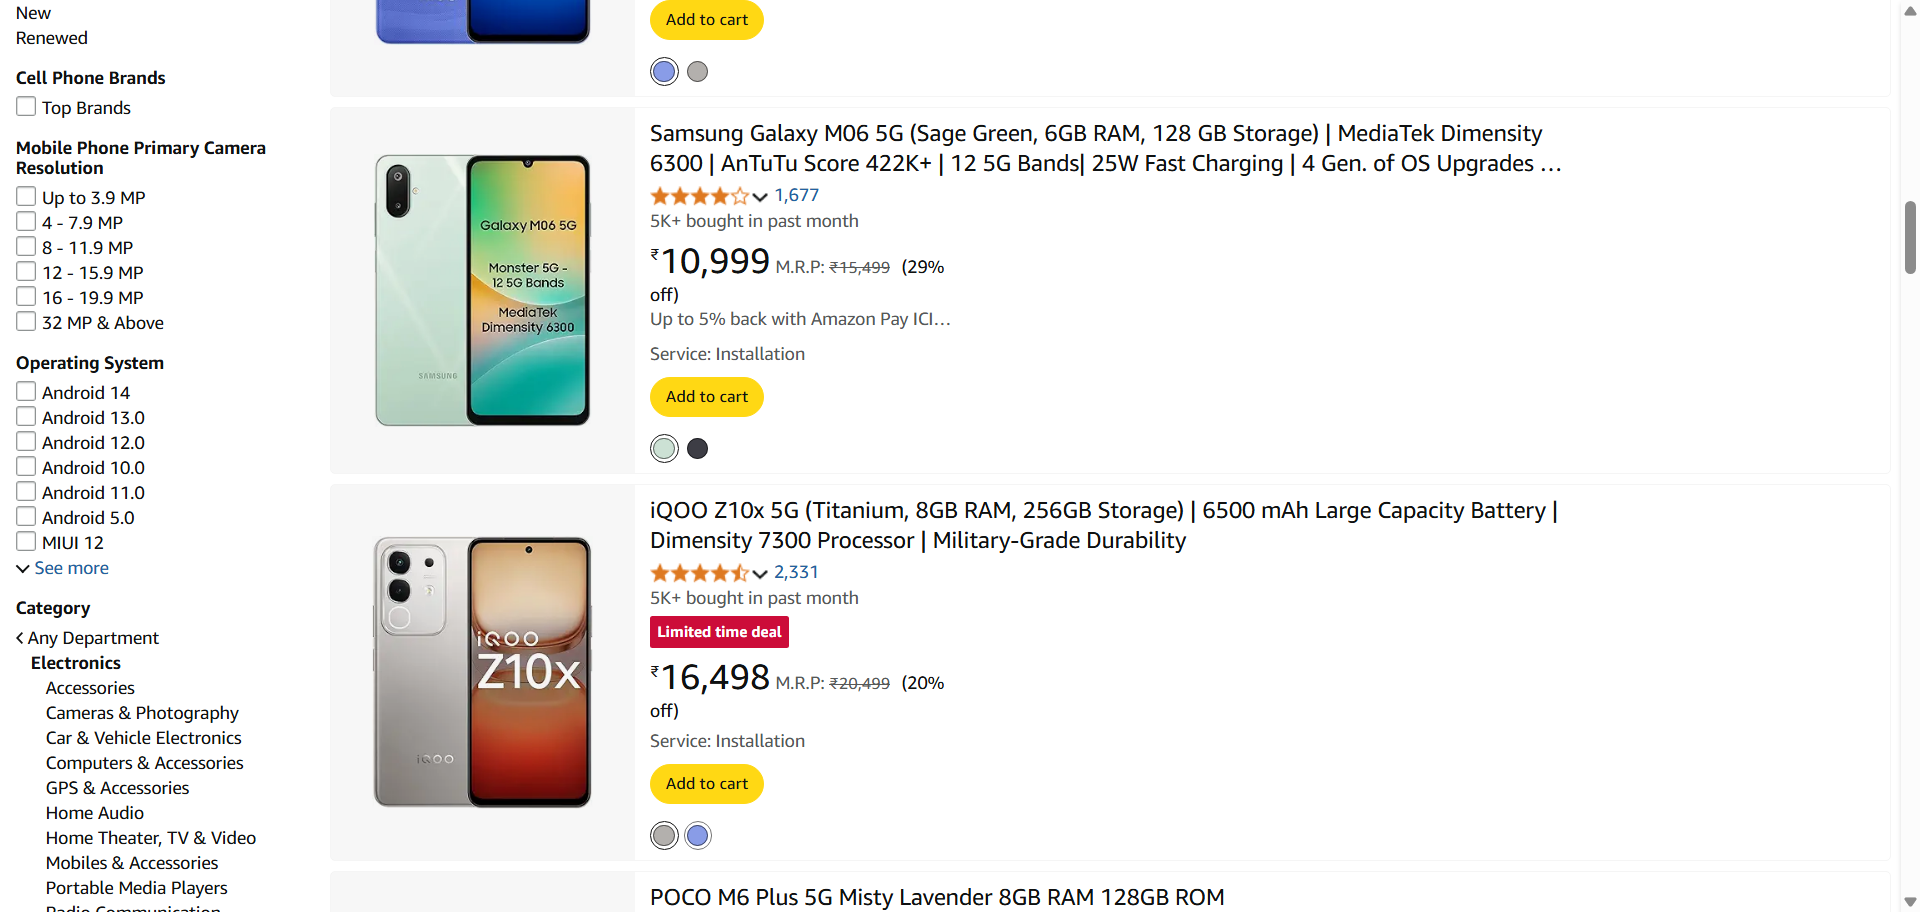 New
Renewed
Cell Phone Brands
Top Brands
Mobile Phone Primary Camera
Resolution
Up to 3.9 MP
4 - 7.9 MP
8 - 11.9 MP
12 - 15.9 MP
16 - 19.9 MP
32 MP & Above
Operating System
Android 14
Android 13.0
Android 12.0
Android 10.0
Android 11.0
Android 5.0
MIUI 12
See more
Category
Any Department
Electronics
Accessories
Cameras & Photography
Car & Vehicle Electronics
Computers & Accessories
GPS & Accessories
Home Audio
Home Theater, TV & Video
Mobiles & Accessories
Portable Media Players
Radio Communication
Add to cart
Galaxy M06 5G
Monster 5G -
12 5G Bands
MediaTek
Dimensity 6300
SAMSUNG
Samsung Galaxy M06 5G (Sage Green, 6GB RAM, 128 GB Storage) | MediaTek Dimensity
6300 | AnTuTu Score 422K+ | 12 5G Bands| 25W Fast Charging | 4 Gen. of OS Upgrades …
1,677
5K+ bought in past month
₹10,999 M.R.P: ₹15,499 (29%
off)
Up to 5% back with Amazon Pay ICI…
Service: Installation
Add to cart
iQOO
Z10x
iQOO
iQOO Z10x 5G (Titanium, 8GB RAM, 256GB Storage) | 6500 mAh Large Capacity Battery |
Dimensity 7300 Processor | Military-Grade Durability
2,331
5K+ bought in past month
Limited time deal
₹16,498 M.R.P: ₹20,499 (20%
off)
Service: Installation
Add to cart
POCO M6 Plus 5G Misty Lavender 8GB RAM 128GB ROM